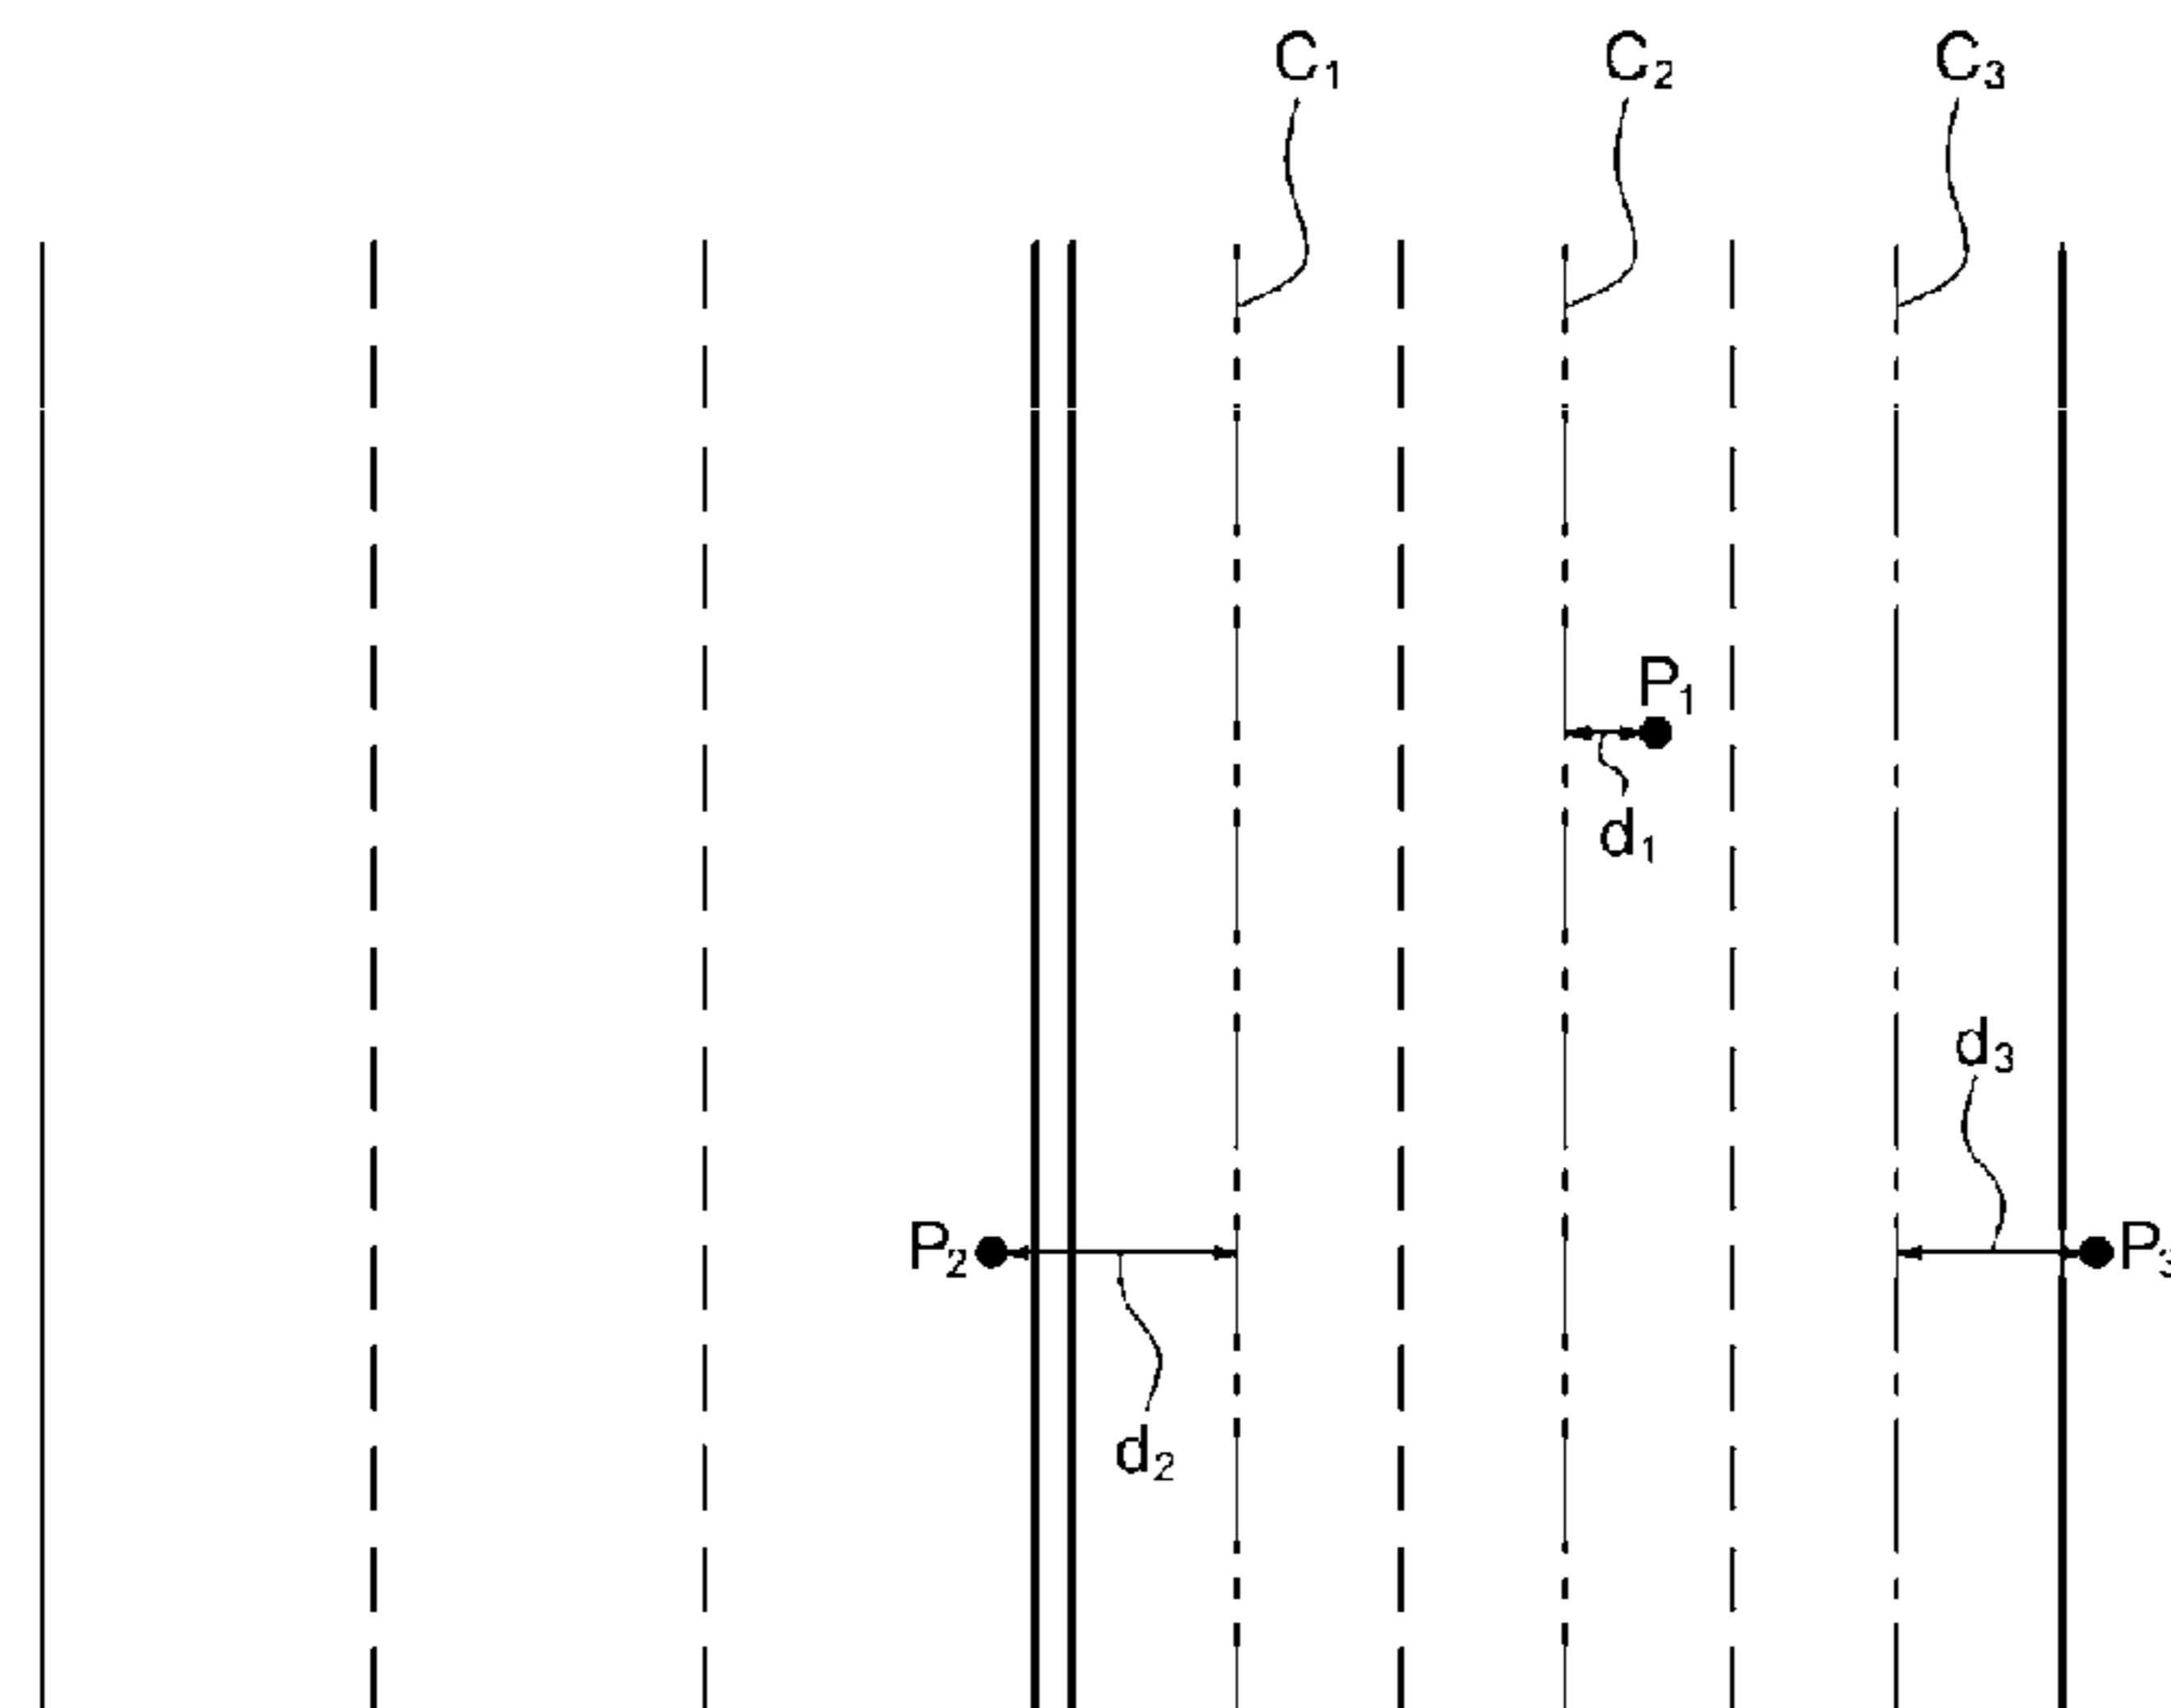 C₁ C₂ C₃
P₁
d₁
d₃
P₂ P₃
d₂